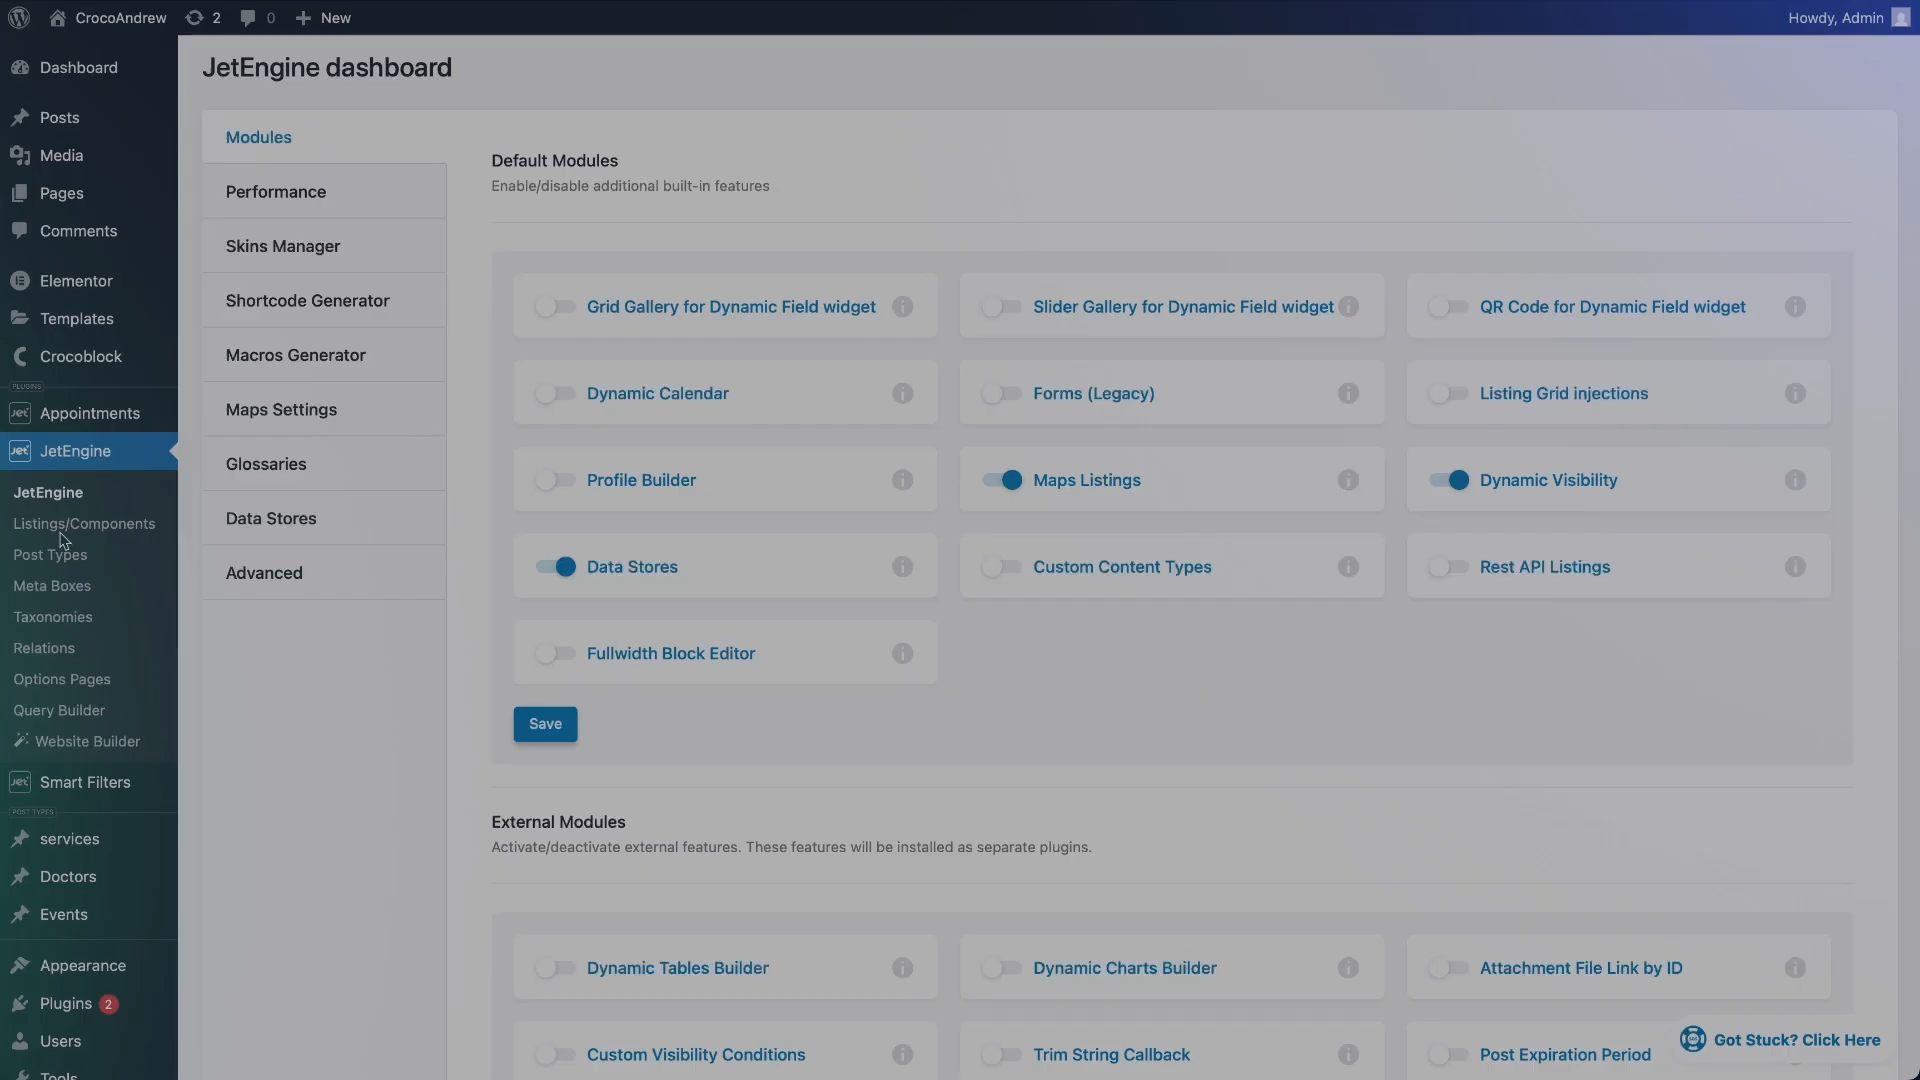 CrocoAndrew
2
0
New
Howdy, Admin
Dashboard
Posts
Media
Pages
Comments
Elementor
Templates
Crocoblock
PLUGINS
Jet
Appointments
Jet
JetEngine
JetEngine
Listings/Components
Post Types
Meta Boxes
Taxonomies
Relations
Options Pages
Query Builder
Website Builder
Jet
Smart Filters
POST TYPES
services
Doctors
Events
Appearance
Plugins 2
Users
Tools
JetEngine dashboard
Modules
Performance
Skins Manager
Shortcode Generator
Macros Generator
Maps Settings
Glossaries
Data Stores
Advanced
Default Modules
Enable/disable additional built-in features
Grid Gallery for Dynamic Field widget
Slider Gallery for Dynamic Field widget
QR Code for Dynamic Field widget
Dynamic Calendar
Forms (Legacy)
Listing Grid injections
Profile Builder
Maps Listings
Dynamic Visibility
Data Stores
Custom Content Types
Rest API Listings
Fullwidth Block Editor
Save
External Modules
Activate/deactivate external features. These features will be installed as separate plugins.
Dynamic Tables Builder
Dynamic Charts Builder
Attachment File Link by ID
Custom Visibility Conditions
Trim String Callback
Post Expiration Period
Got Stuck? Click Here